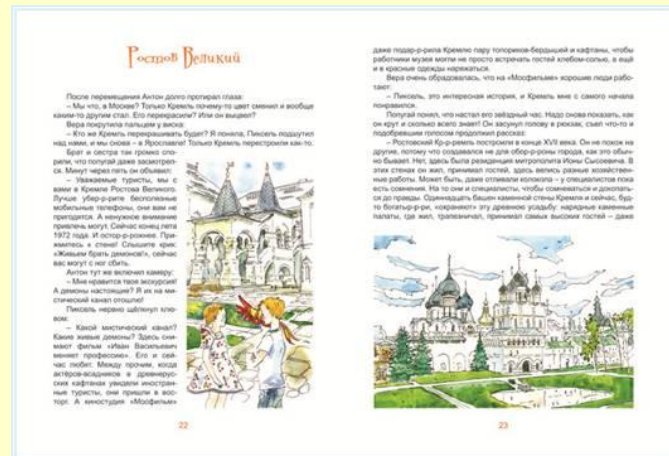 Ростов Великий
После перемещения Антон долго протирал глаза:
– Мы что, в Москве? Только Кремль почему-то цвет сменил и вообще
каким-то другим стал. Его перекрасили? Или он выцвел?
Вера покрутила пальцем у виска:
– Кто же Кремль перекрашивать будет? Я поняла, Пиксель подшутил
над нами, и мы снова – в Ярославле! Только Кремль перестроили как-то.
Брат и сестра так громко спо-
рили, что попугай даже засмотрел-
ся. Минут через пять он объявил:
– Уважаемые туристы, мы с
вами в Кремле Ростова Великого.
Лучше убер-р-рите бесполезные
мобильные телефоны, они вам не
пригодятся. А ненужное внимание
привлечь могут. Сейчас конец лета
1972 года. И остор-р-рожнее. При-
жмитесь к стене! Слышите крик:
«Живьем брать демонов!», сейчас
вас могут с ног сбить.
Антон тут же включил камеру:
– Мне нравится твоя экскурсия!
А демоны настоящие? Я их на ми-
стический канал отошлю!
Пиксель нервно щёлкнул клю-
вом:
– Какой мистический канал?
Какие живые демоны? Здесь сни-
мают фильм «Иван Васильевич
меняет профессию». Его и сей-
час любят. Между прочим, когда
актёров-всадников в древнерус-
ских кафтанах увидели иностран-
ные туристы, они пришли в вос-
торг. А киностудия «Мосфильм»
22
даже подар-р-рила Кремлю пару топориков-бердышей и кафтаны, чтобы
работники музея могли не просто встречать гостей хлебом-солью, а ещё
и в красные одежды наряжаться.
Вера очень обрадовалась, что на «Мосфильме» хорошие люди рабо-
тают:
– Пиксель, это интересная история, и Кремль мне с самого начала
понравился.
Попугай понял, что настал его звёздный час. Надо снова показать, как
он крут и сколько всего знает! Он засунул голову в рюкзак, съел что-то и
подобревшим голосом продолжил рассказ:
– Ростовский Кр-р-ремль построили в конце XVII века. Он не похож на
другие, потому что создавался не для обор-р-роны города, как это обыч-
но бывает. Нет, здесь была резиденция митрополита Ионы Сысоевича. В
этих стенах он жил, принимал гостей, здесь велись разные хозяйствен-
ные работы. Может быть, даже отливали колокола – у специалистов пока
есть сомнения. На то они и специалисты, чтобы сомневаться и докопать-
ся до правды. Одиннадцать башен каменной стены Кремля и сейчас, буд-
то богатыр-р-ри, «охраняют» эту древнюю усадьбу: нарядные каменные
палаты, где жил, трапезничал, принимал самых высоких гостей – даже
23